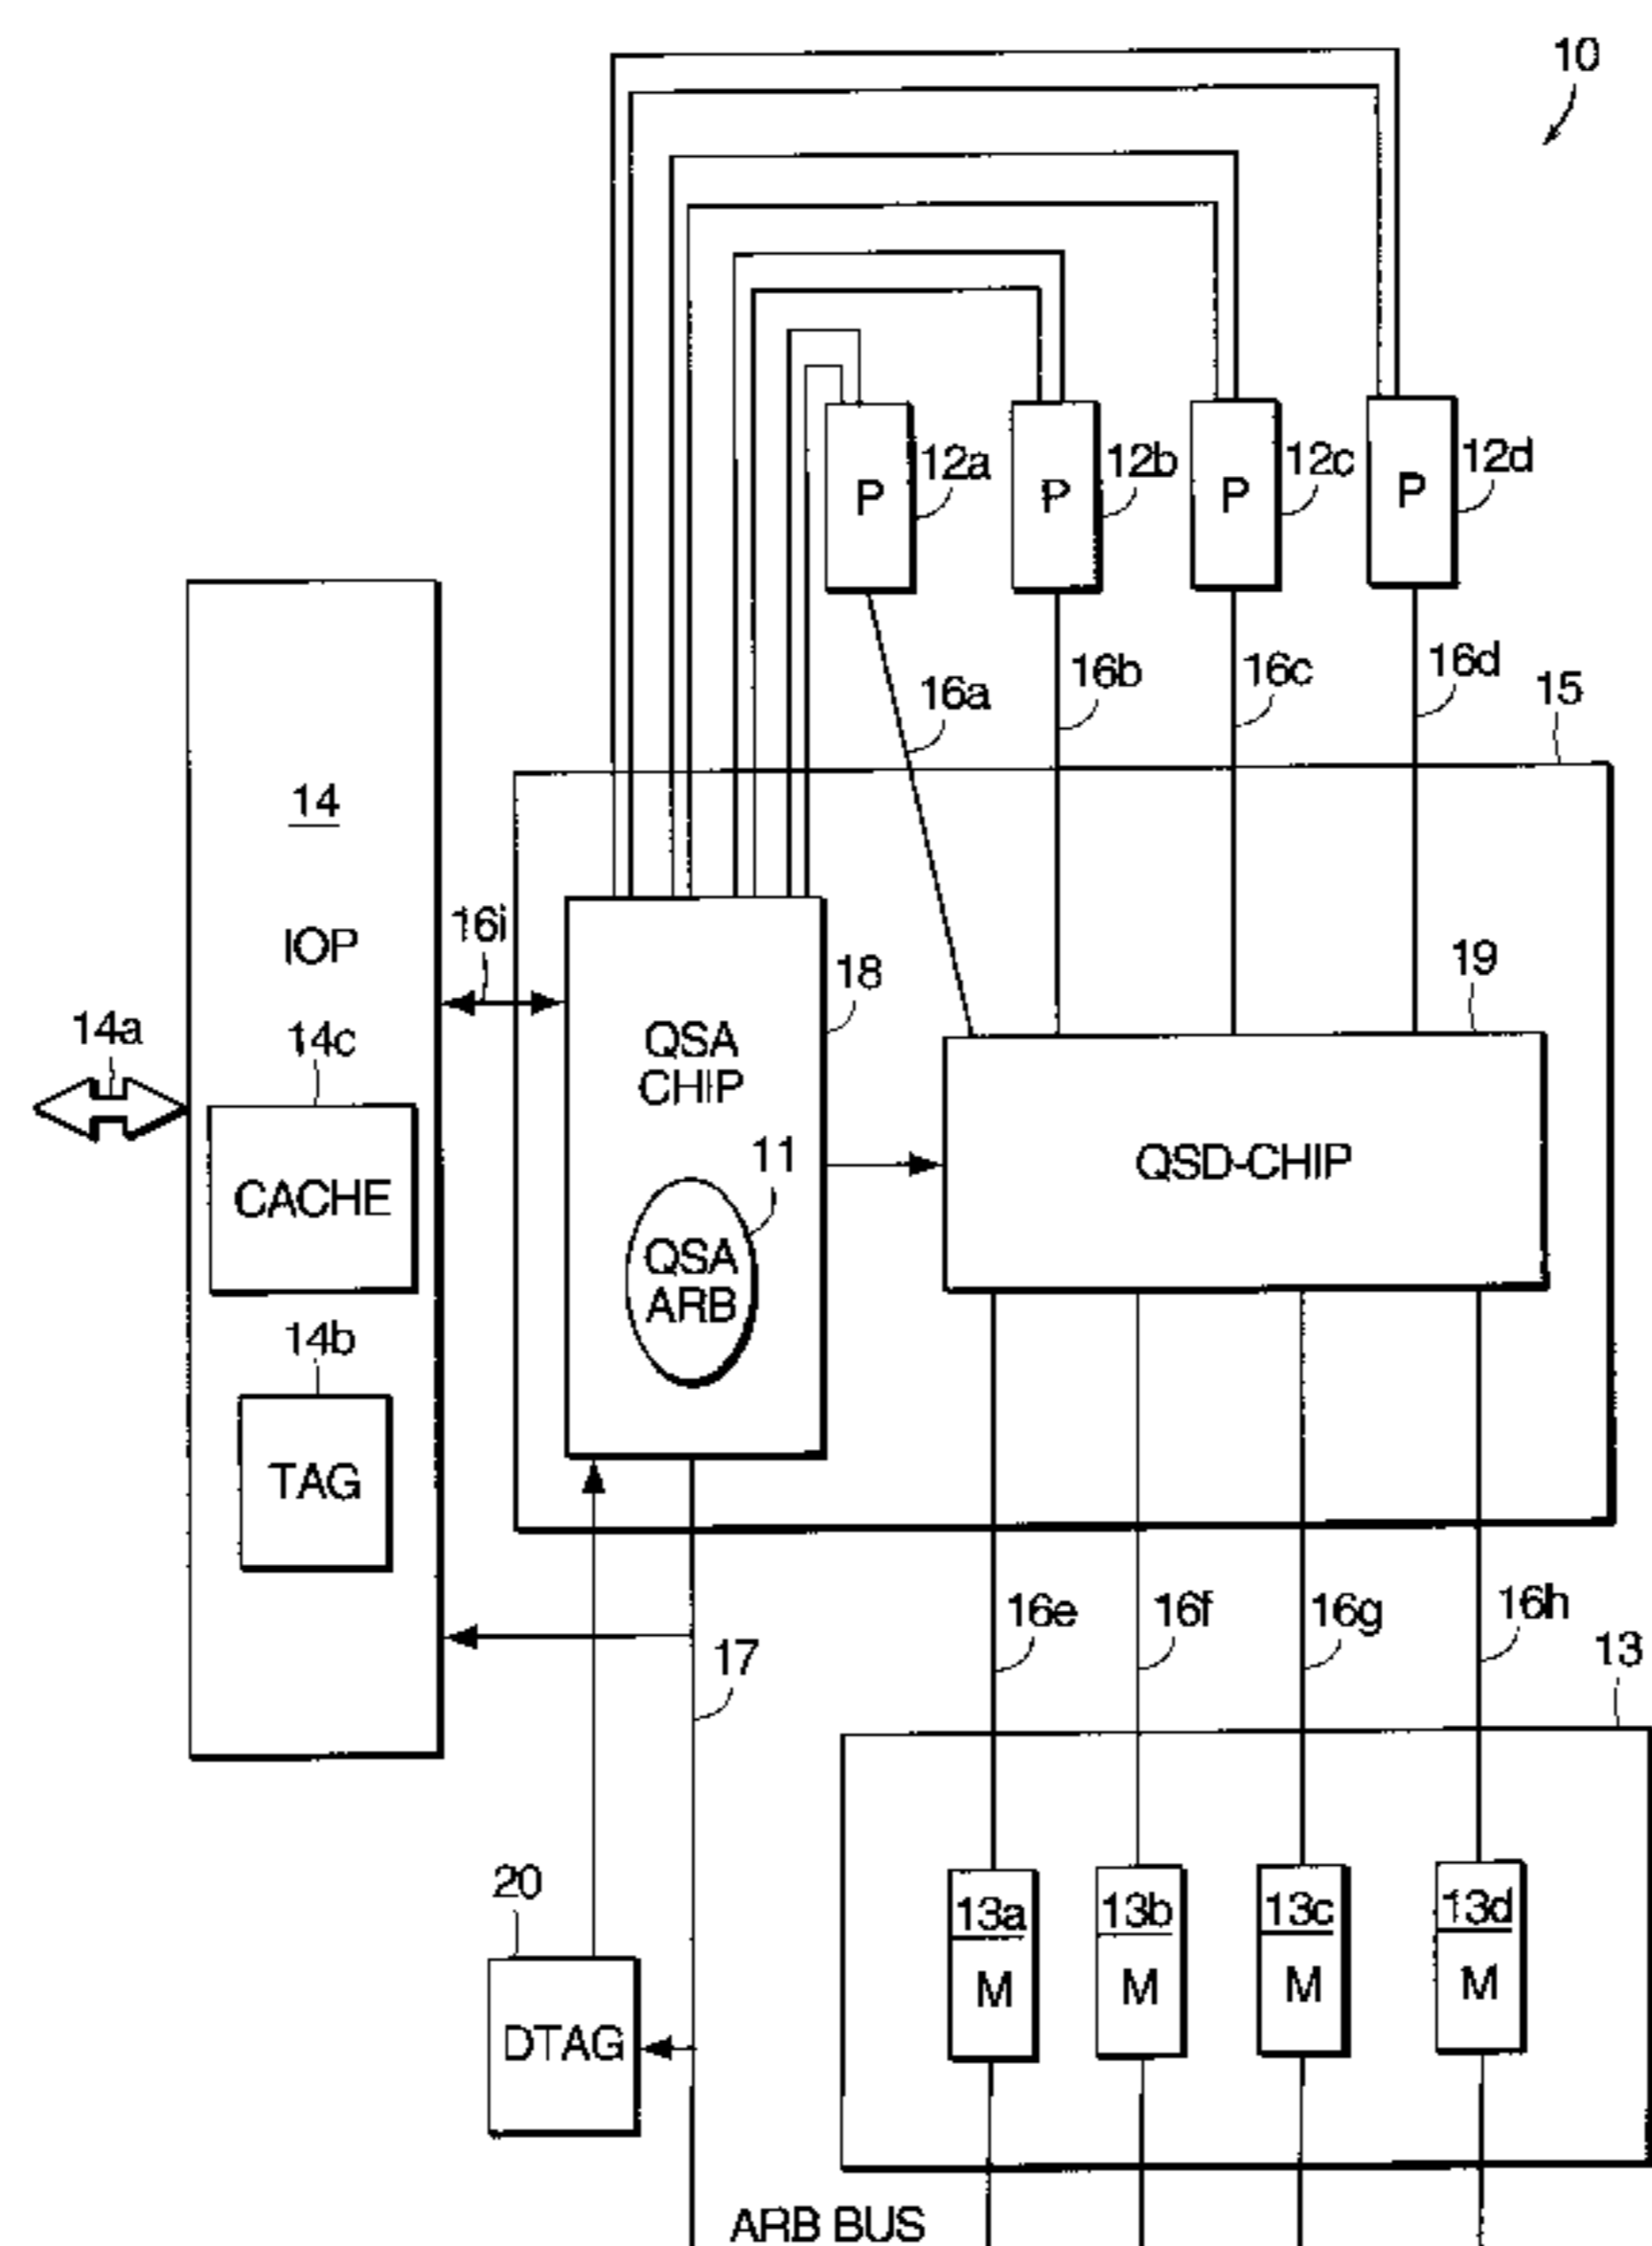 10
12a
12b
12c
12d
P
P
P
P
16a
16b
16c
16d
15
14
IOP
16i
18
19
14a
14c
QSA
CHIP
CACHE
11
QSD-CHIP
QSA
ARB
14b
TAG
16e
16f
16g
16h
17
13
20
13a
13b
13c
13d
M
M
M
M
DTAG
ARB BUS